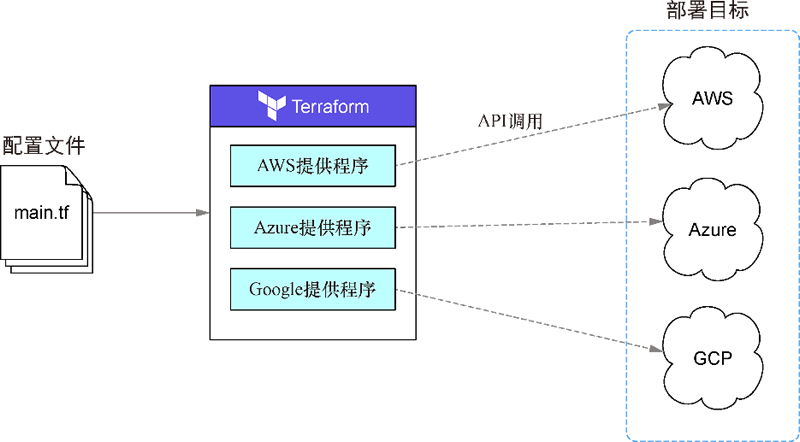 部署目标
配置文件
main.tf
Terraform
AWS提供程序
Azure提供程序
Google提供程序
API调用
AWS
Azure
GCP